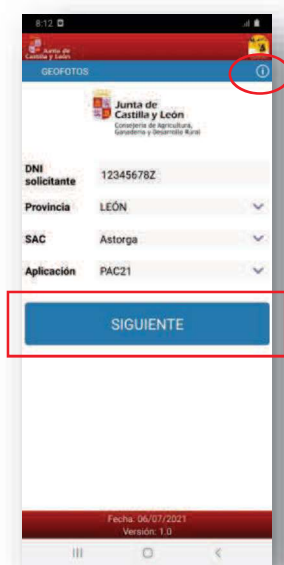 8:12
Junta de
Castilla y León
GEOFOTOS
Junta de
Castilla y León
Consejería de Agricultura,
Ganadería y Desarrollo Rural
DNI
solicitante 12345678Z
Provincia LEÓN
SAC Astorga
Aplicación PAC21
SIGUIENTE
Fecha: 06/07/2021
Versión: 1.0